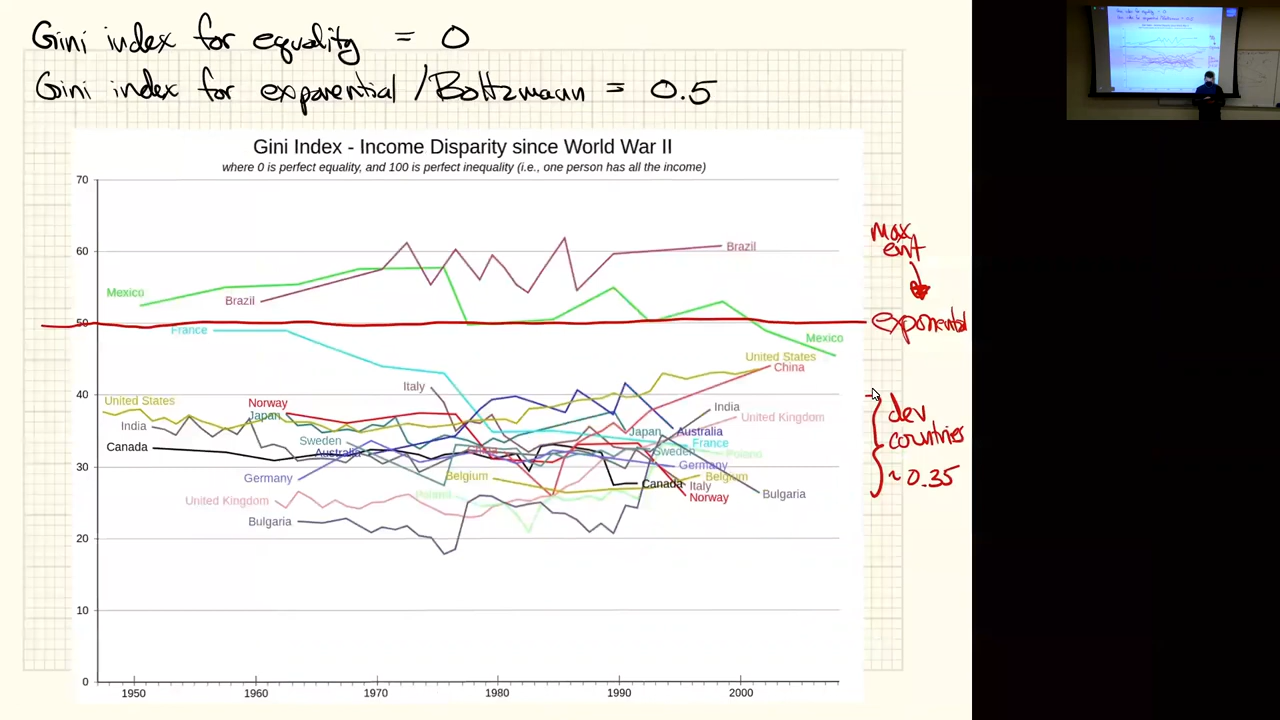 Gini index for equality = 0
Gini index for exponential / Boltzmann = 0.5
Gini Index - Income Disparity since World War II
where 0 is perfect equality, and 100 is perfect inequality (i.e., one person has all the income)
70
60
50
40
30
20
10
0
1950
1960
1970
1980
1990
2000
Mexico
Brazil
Brazil
France
Mexico
United States
China
Italy
Norway
United States
Japan
India
India
United Kingdom
Canada
Sweden
Australia
Japan
Australia
France
Sweden
Poland
Germany
Germany
Belgium
Belgium
Canada
Italy
Norway
Bulgaria
United Kingdom
Poland
Bulgaria
max
ent
exponential
dev
countries
~ 0.35